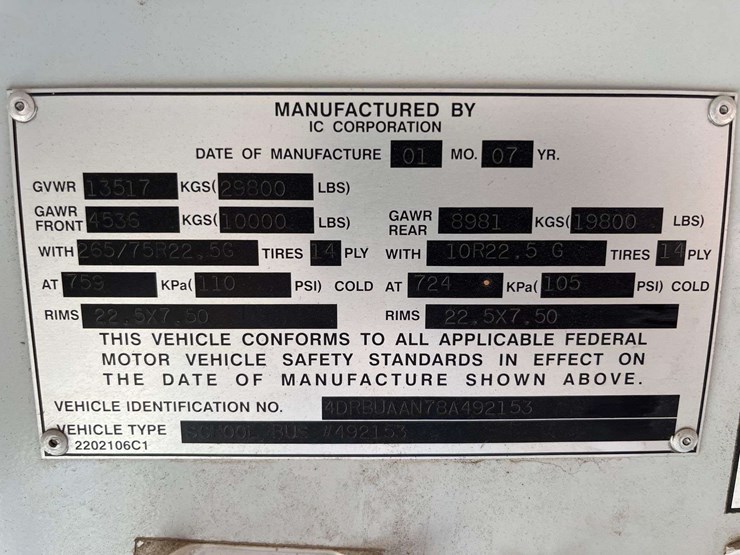 MANUFACTURED BY
IC CORPORATION
DATE OF MANUFACTURE 01 MO. 07 YR.
GVWR 13517 KGS( 29800 LBS)
GAWR FRONT 4536 KGS( 10000 LBS) GAWR REAR 8981 KGS( 19800 LBS)
WITH 265/75R22.5G TIRES 14 PLY WITH 10R22.5 G TIRES 14 PLY
AT 759 KPa( 110 PSI) COLD AT 724 KPa( 105 PSI) COLD
RIMS 22.5X7.50 RIMS 22.5X7.50
THIS VEHICLE CONFORMS TO ALL APPLICABLE FEDERAL
MOTOR VEHICLE SAFETY STANDARDS IN EFFECT ON
THE DATE OF MANUFACTURE SHOWN ABOVE.
VEHICLE IDENTIFICATION NO. 4DRBUAAN78A492153
VEHICLE TYPE SCHOOL BUS #492153
2202106C1